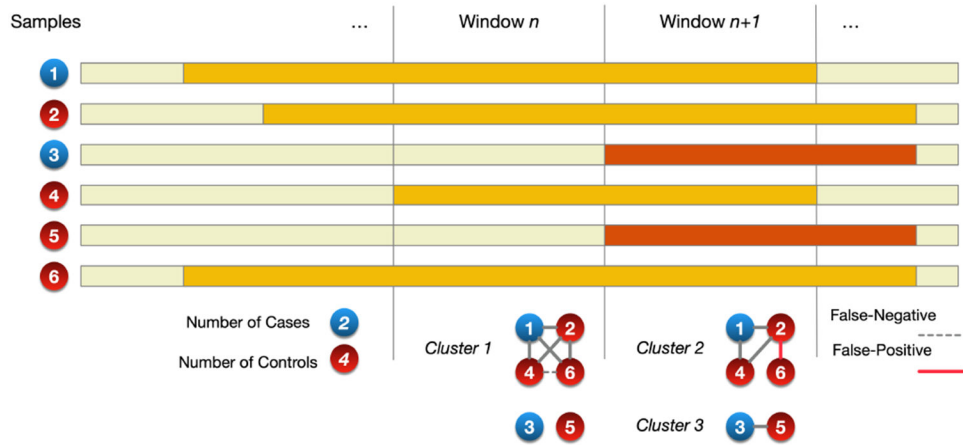 Samples ... Window n Window n+1 ...
1
2
3
4
5
6
Number of Cases 2
Number of Controls 4
Cluster 1
1 2
4 6
3 5
Cluster 2
1 2
4 6
Cluster 3
3 5
False-Negative
False-Positive